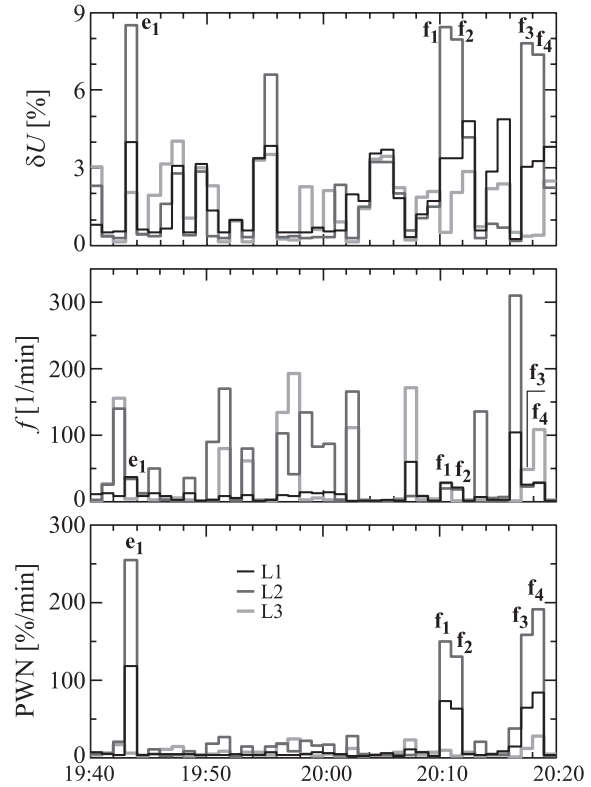 9
e1
f1
f2
f3
f4
6
3
0
δU [%]
300
200
100
0
f [1/min]
e1
f1
f2
f3
f4
300
200
100
0
PWN [%/min]
e1
L1
L2
L3
f1
f2
f3
f4
19:40
19:50
20:00
20:10
20:20